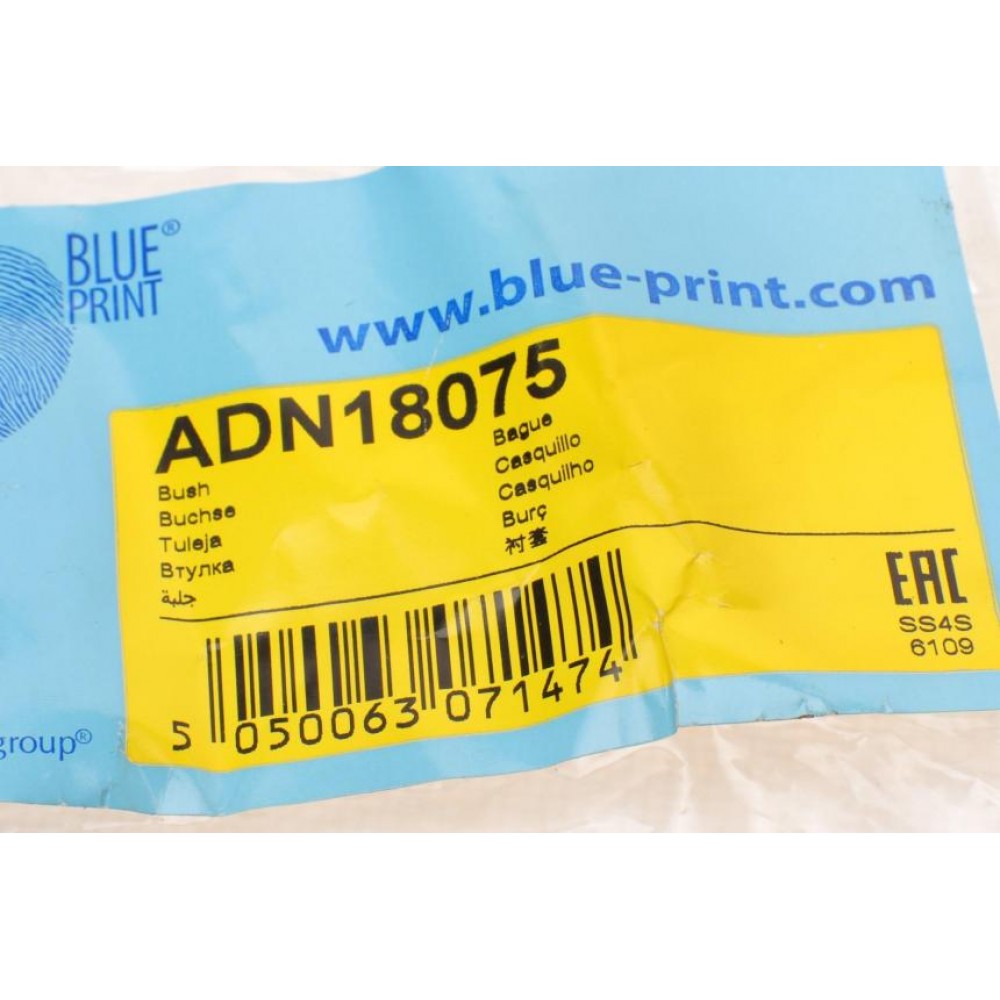 BLUE®
PRINT
www.blue-print.com
ADN18075
Bush
Buchse
Tuleja
Втулка
جلبة
Bague
Casquillo
Casquilho
Burç
衬套
EAC
SS4S
6109
5 050063 071474
group®